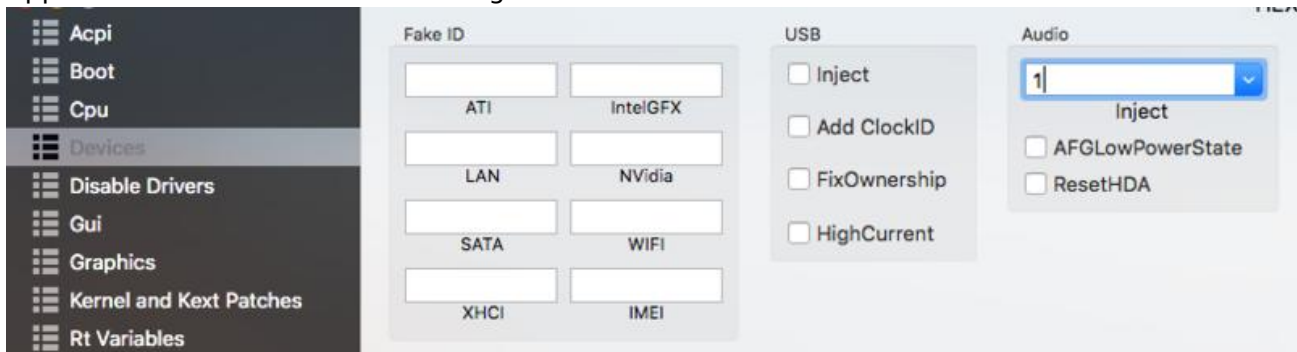 Acpi
Boot
Cpu
Devices
Disable Drivers
Gui
Graphics
Kernel and Kext Patches
Rt Variables
Fake ID
ATI IntelGFX
LAN NVidia
SATA WIFI
XHCI IMEI
USB
Inject
Add ClockID
FixOwnership
HighCurrent
Audio
1
Inject
AFGLowPowerState
ResetHDA